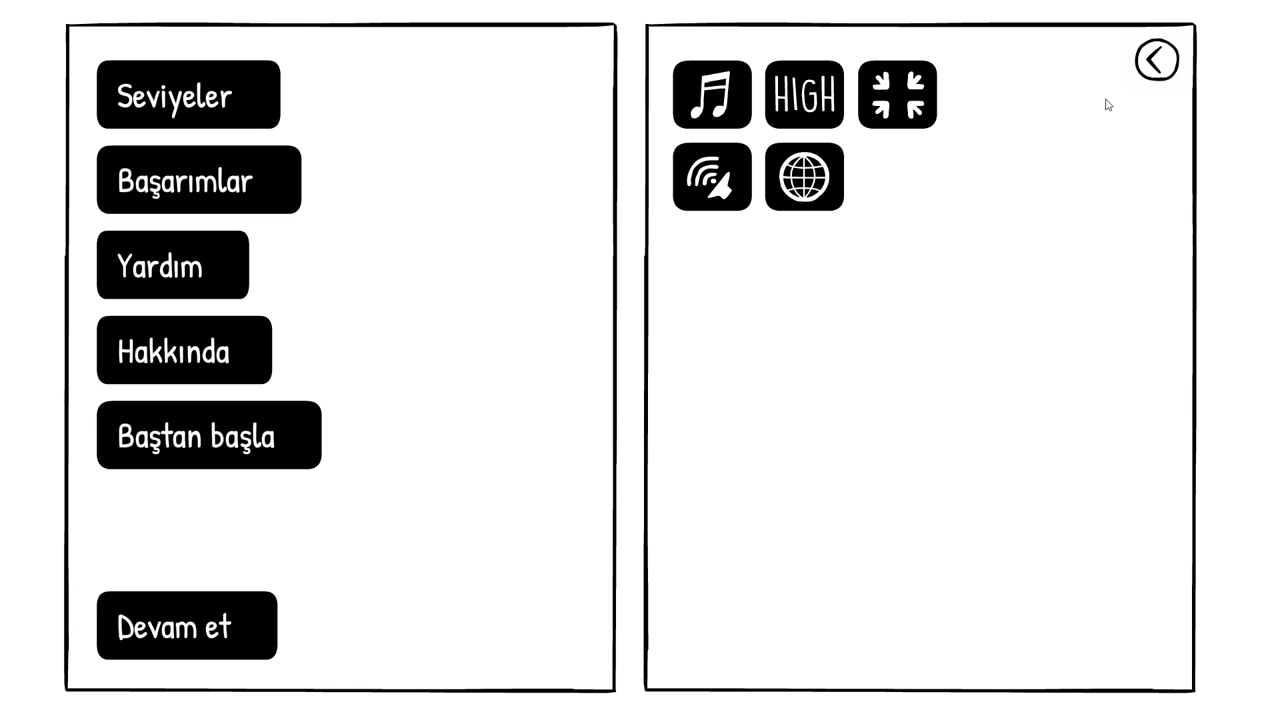 Seviyeler
Başarımlar
Yardım
Hakkında
Baştan başla
Devam et
HIGH